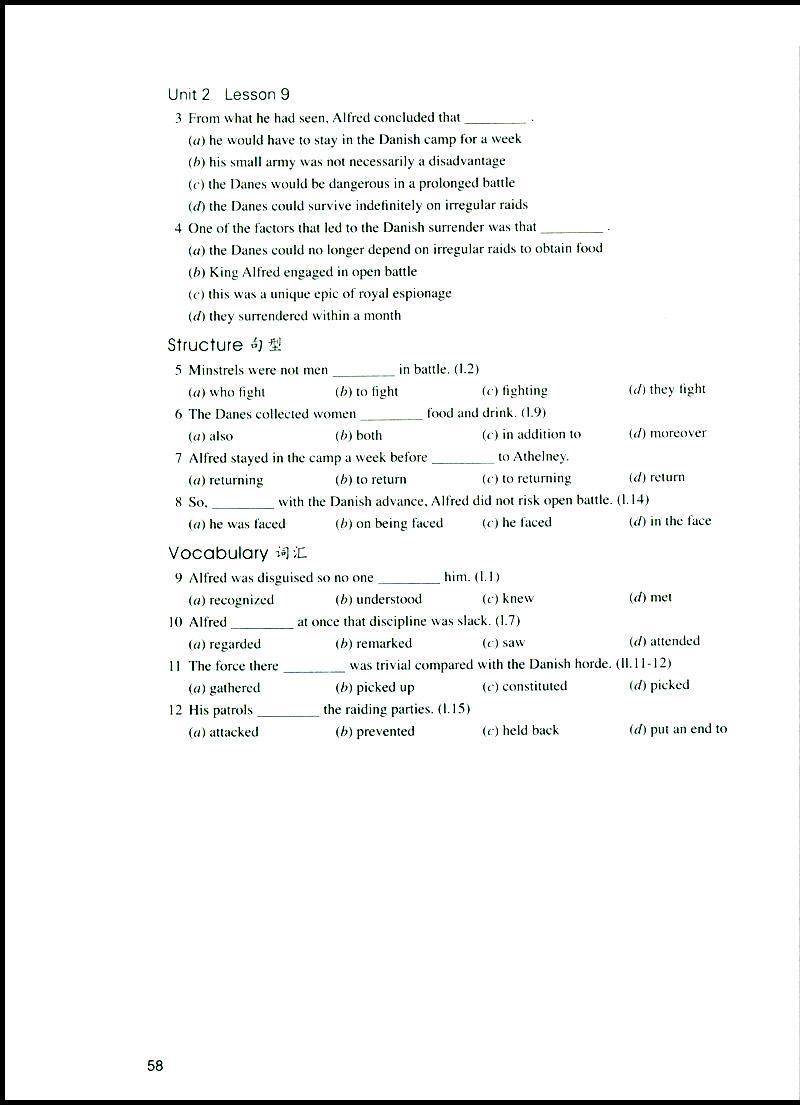 Unit 2 Lesson 9
3 From what he had seen, Alfred concluded that ________ .
(a) he would have to stay in the Danish camp for a week
(b) his small army was not necessarily a disadvantage
(c) the Danes would be dangerous in a prolonged battle
(d) the Danes could survive indefinitely on irregular raids
4 One of the factors that led to the Danish surrender was that ________ .
(a) the Danes could no longer depend on irregular raids to obtain food
(b) King Alfred engaged in open battle
(c) this was a unique epic of royal espionage
(d) they surrendered within a month
Structure 句型
5 Minstrels were not men ________ in battle. (l.2)
(a) who fight (b) to fight (c) fighting (d) they fight
6 The Danes collected women ________ food and drink. (l.9)
(a) also (b) both (c) in addition to (d) moreover
7 Alfred stayed in the camp a week before ________ to Athelney.
(a) returning (b) to return (c) to returning (d) return
8 So, ________ with the Danish advance, Alfred did not risk open battle. (l.14)
(a) he was faced (b) on being faced (c) he faced (d) in the face
Vocabulary 词汇
9 Alfred was disguised so no one ________ him. (l.1)
(a) recognized (b) understood (c) knew (d) met
10 Alfred ________ at once that discipline was slack. (l.7)
(a) regarded (b) remarked (c) saw (d) attended
11 The force there ________ was trivial compared with the Danish horde. (ll.11-12)
(a) gathered (b) picked up (c) constituted (d) picked
12 His patrols ________ the raiding parties. (l.15)
(a) attacked (b) prevented (c) held back (d) put an end to
58